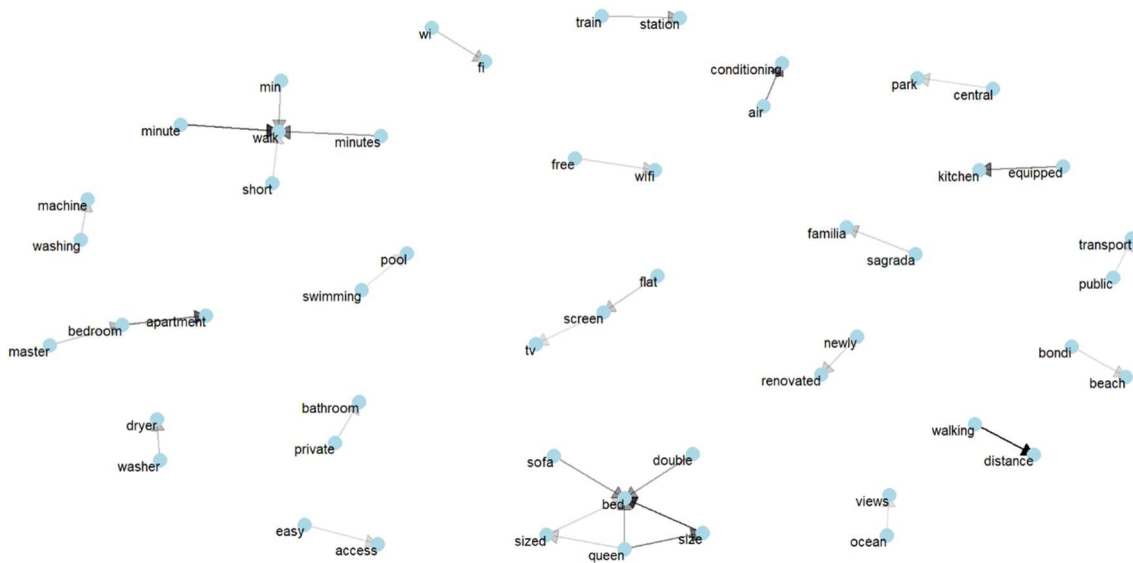 train
station
wi
fi
conditioning
air
park
central
min
minute
walk
minutes
short
free
wifi
kitchen
equipped
machine
washing
pool
swimming
familia
sagrada
transport
public
flat
screen
tv
bedroom
apartment
master
newly
renovated
bondi
beach
bathroom
private
dryer
washer
walking
distance
sofa
double
bed
sized
queen
size
easy
access
views
ocean